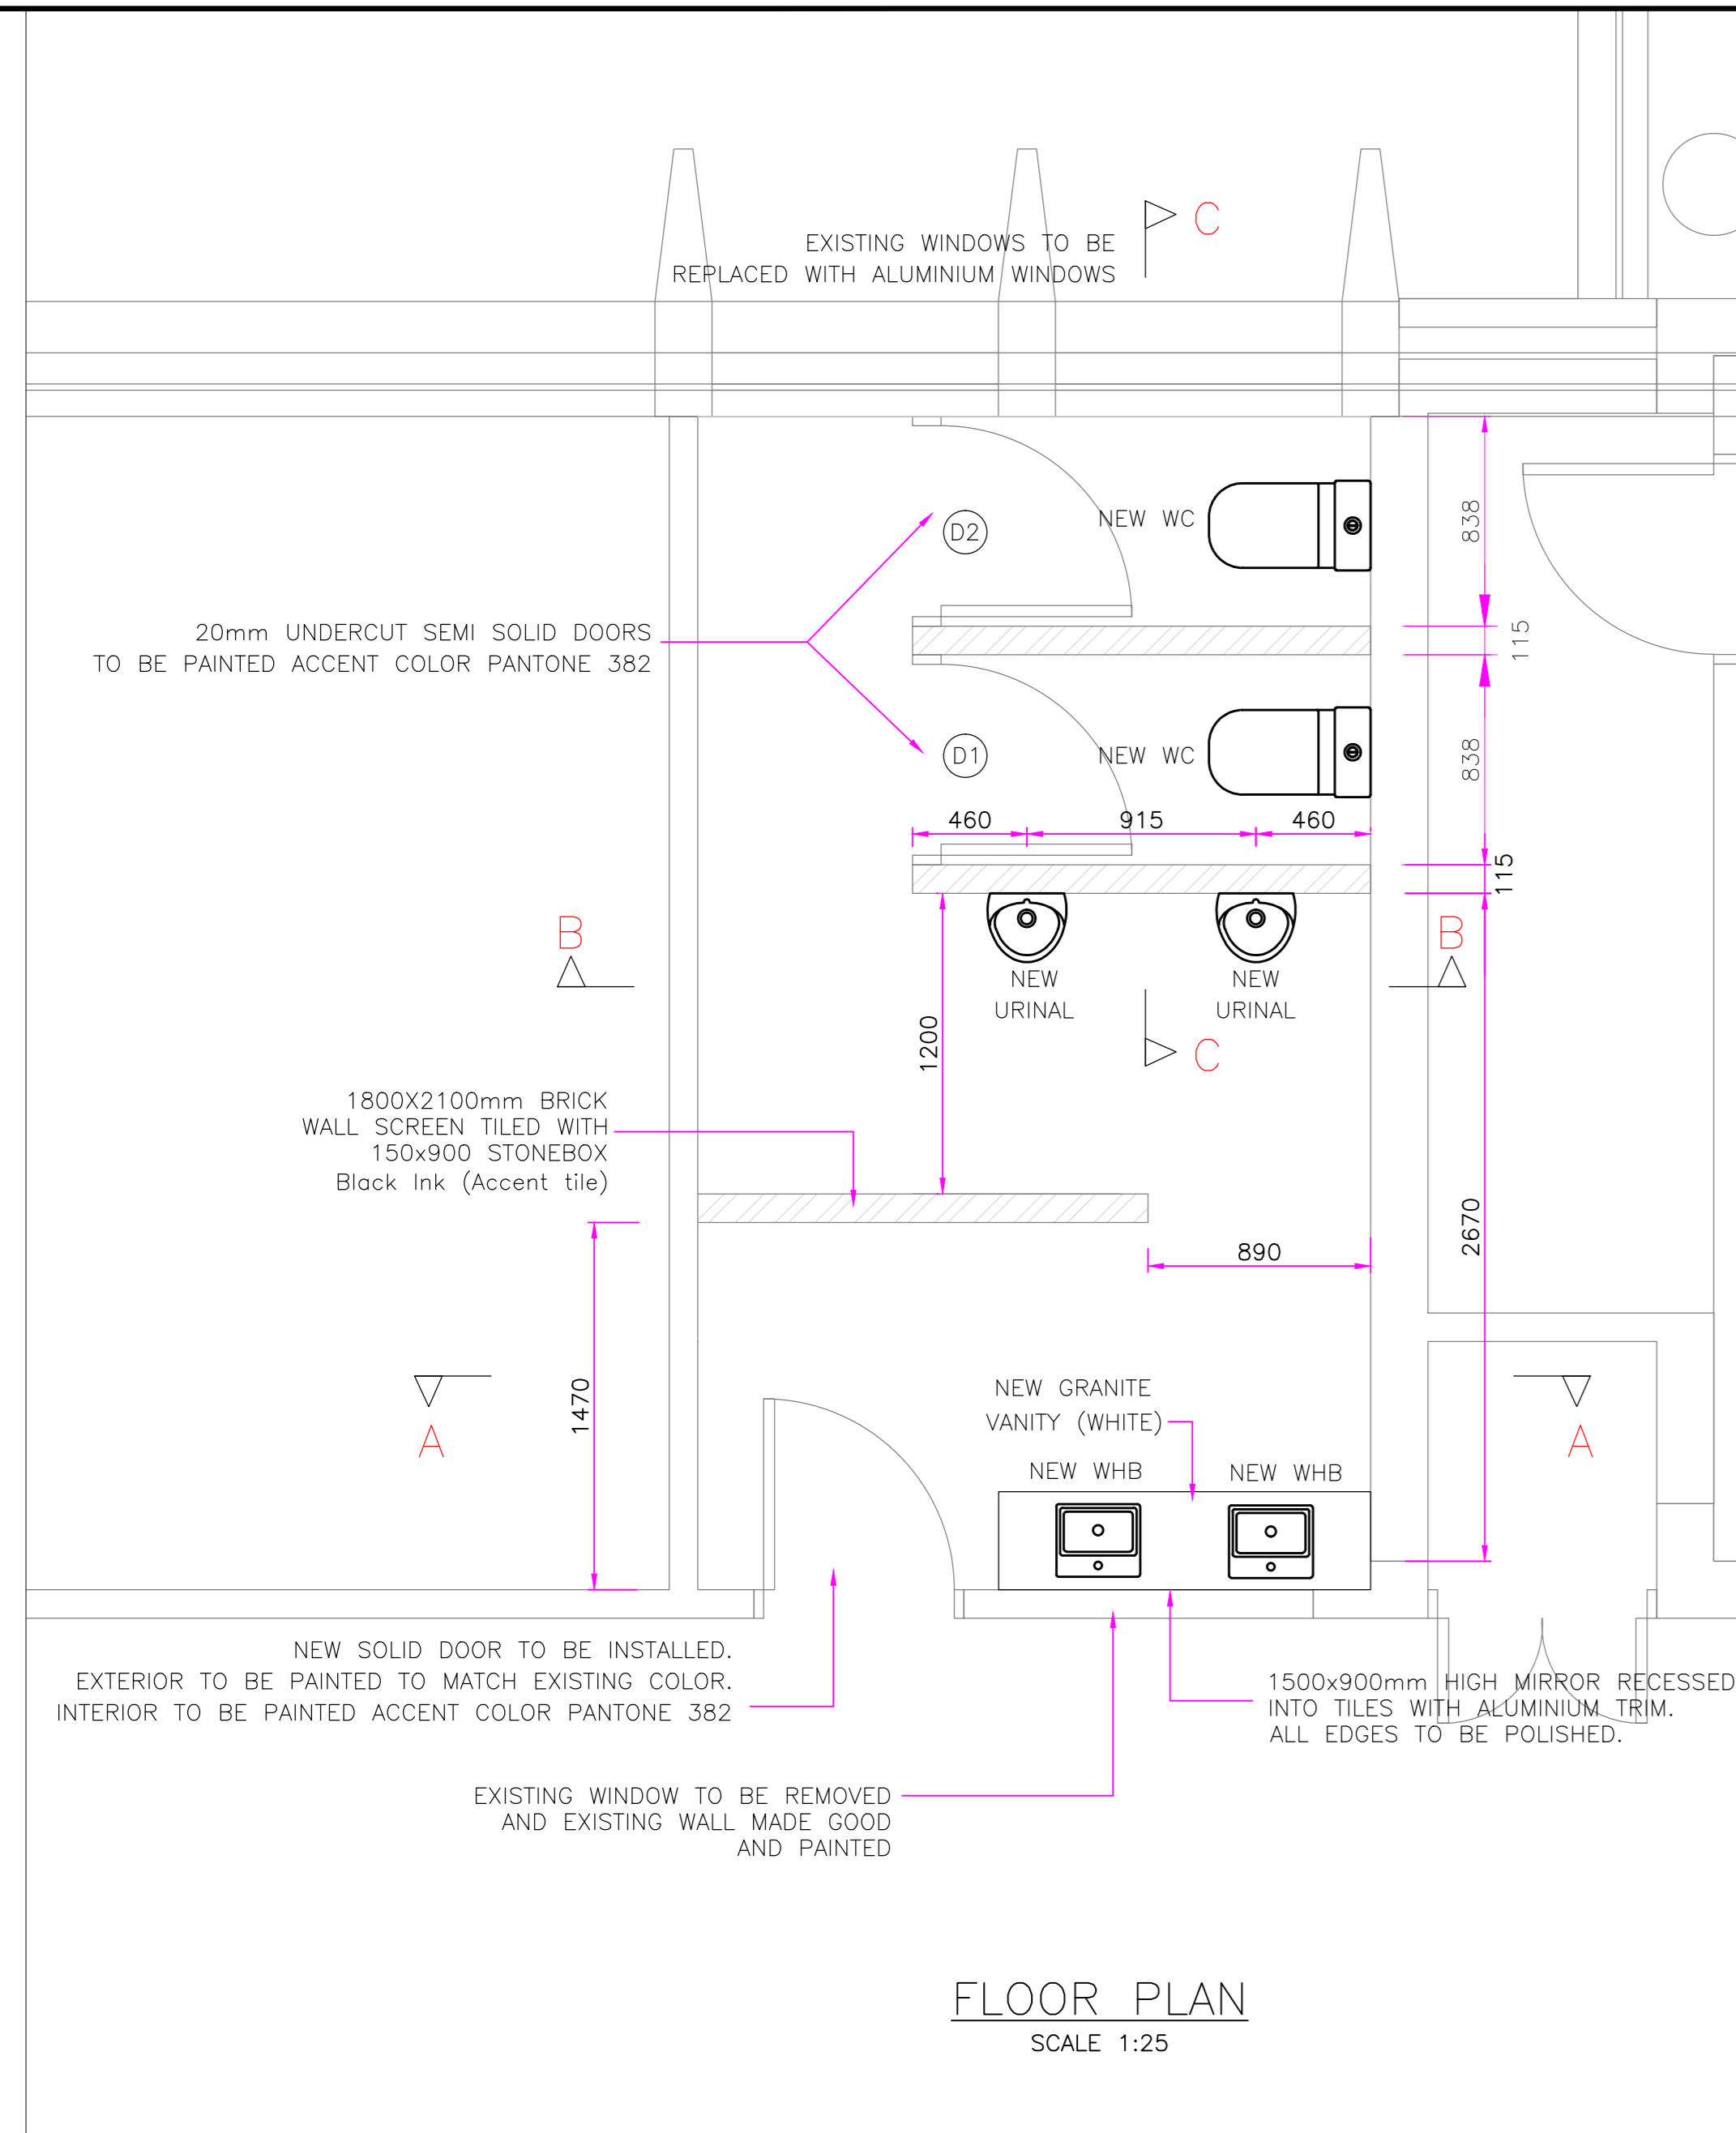 C
EXISTING WINDOWS TO BE
REPLACED WITH ALUMINIUM WINDOWS
838
NEW WC
D2
115
20mm UNDERCUT SEMI SOLID DOORS
TO BE PAINTED ACCENT COLOR PANTONE 382
838
NEW WC
D1
460
915
460
115
B
B
NEW
URINAL
NEW
URINAL
1200
C
1800X2100mm BRICK
WALL SCREEN TILED WITH
150x900 STONEBOX
Black Ink (Accent tile)
2670
890
1470
NEW GRANITE
VANITY (WHITE)
A
A
NEW WHB
NEW WHB
NEW SOLID DOOR TO BE INSTALLED.
EXTERIOR TO BE PAINTED TO MATCH EXISTING COLOR.
INTERIOR TO BE PAINTED ACCENT COLOR PANTONE 382
1500x900mm HIGH MIRROR RECESSED
INTO TILES WITH ALUMINIUM TRIM.
ALL EDGES TO BE POLISHED.
EXISTING WINDOW TO BE REMOVED
AND EXISTING WALL MADE GOOD
AND PAINTED
FLOOR PLAN
SCALE 1:25